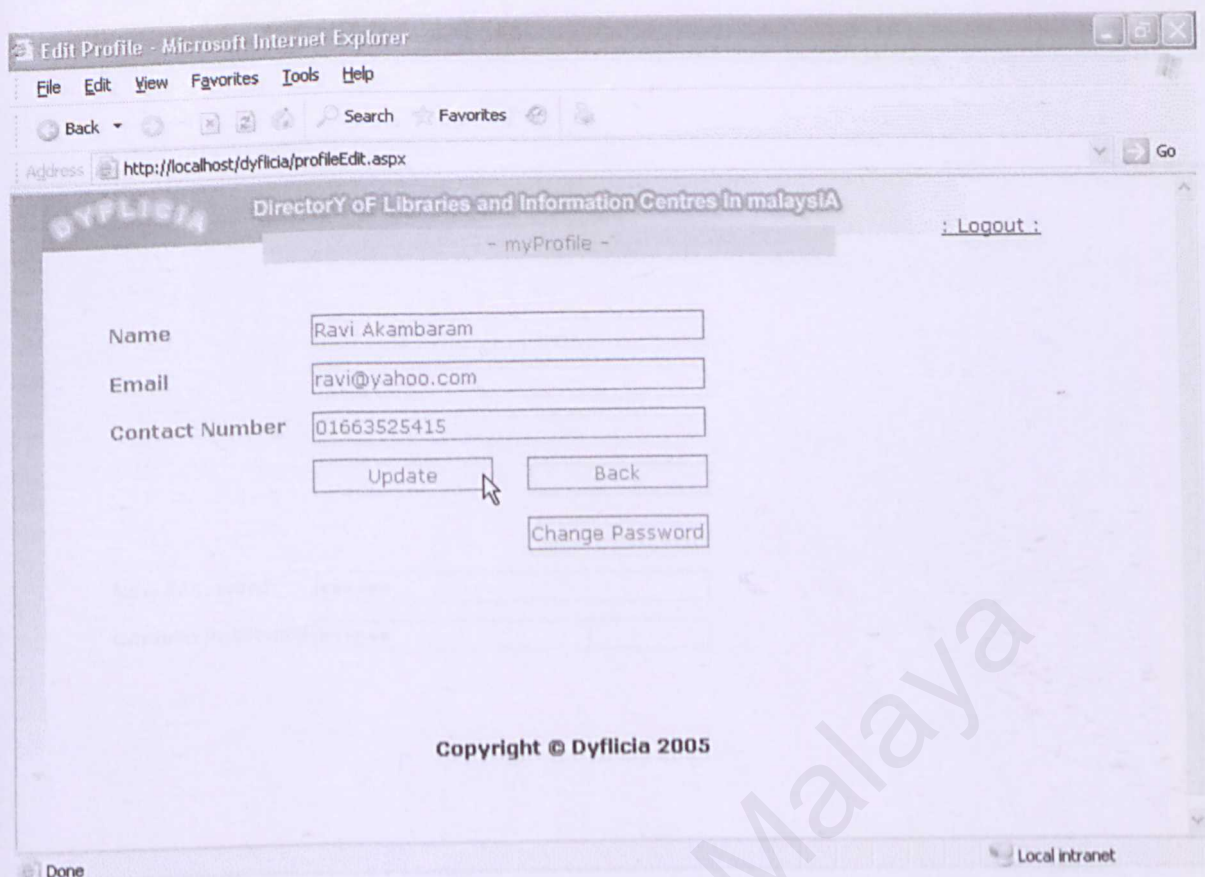 Edit Profile - Microsoft Internet Explorer
File Edit View Favorites Tools Help
Back Search Favorites
Address http://localhost/dyflicia/profileEdit.aspx Go
DYFLICIA DirectorY oF Libraries and Information Centres in malaysIA
: Logout :
- myProfile -
Name Ravi Akambaram
Email ravi@yahoo.com
Contact Number 01663525415
Update Back
Change Password
Copyright © Dyflicia 2005
Malaya
Done Local intranet